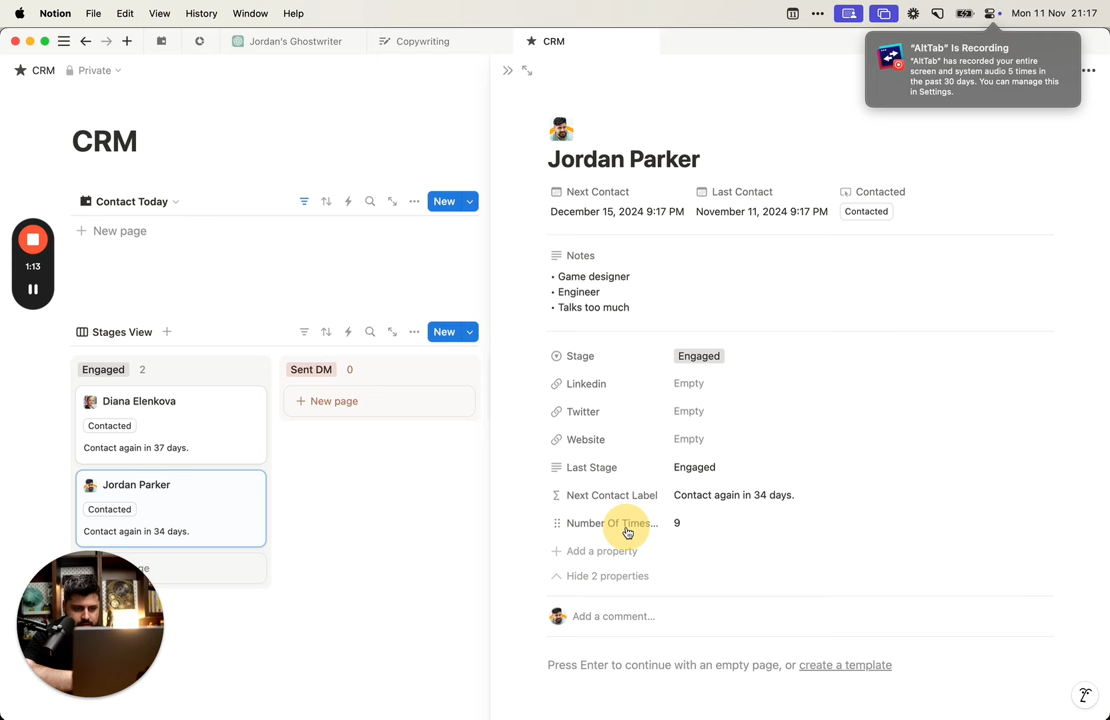 Notion File Edit View History Window Help
Mon 11 Nov 21:17
Jordan's Ghostwriter
Copywriting
CRM
CRM Private
"AltTab" Is Recording
"AltTab" has recorded your entire
screen and system audio 5 times in
the past 30 days. You can manage this
in Settings.
CRM
Contact Today
New
New page
1:13
Stages View
New
Engaged 2
Sent DM 0
Diana Elenkova
Contacted
Contact again in 37 days.
New page
Jordan Parker
Contacted
Contact again in 34 days.
Jordan Parker
Next Contact Last Contact Contacted
December 15, 2024 9:17 PM November 11, 2024 9:17 PM Contacted
Notes
• Game designer
• Engineer
• Talks too much
Stage Engaged
Linkedin Empty
Twitter Empty
Website Empty
Last Stage Engaged
Next Contact Label Contact again in 34 days.
Number Of Times... 9
Add a property
Hide 2 properties
Add a comment...
Press Enter to continue with an empty page, or create a template